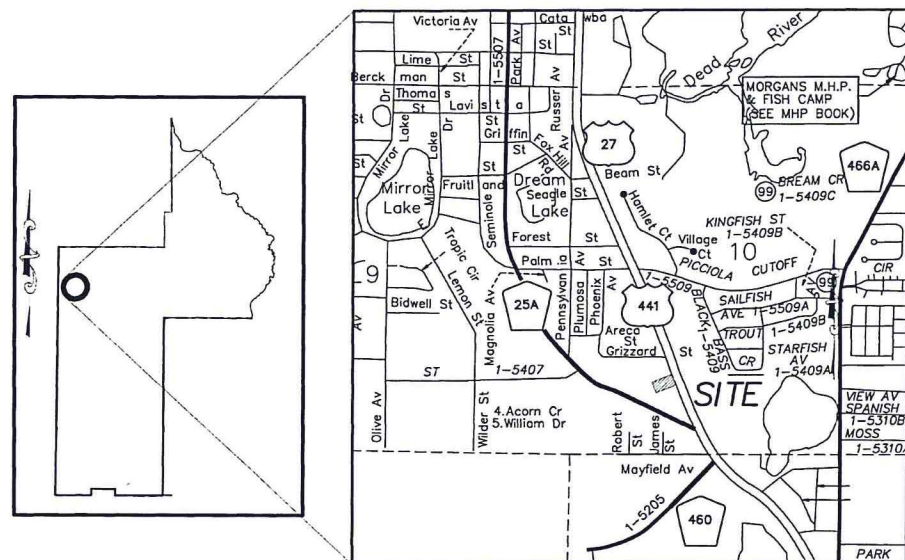 Victoria Av
Cata wba
St
1-5507
Park Av
Lime St
Berck man St
Thoma s
St Lavi s t a
Dr
St
Lake
Dr
Gri ffin
Russer Av
Fox Hill Rd
27
Beam St
Dead River
MORGANS M.H.P.
& FISH CAMP
(SEE MHP BOOK)
466A
99
BREAM CR
1-5409C
St
Mirror
Mirror Lake
Mirror Lake
E
Fruitl and
Seminole
St
Dream Lake
Seagle St
Hamlet Ct
KINGFISH ST
1-5409B
Village Ct
10
Forest St
Palm
Av
St
PICCIOLA CUTOFF
CIR
29
Tropic Cir
Lemon St
Bidwell St
Av
Magnolia Av
25A
Pennsylvania
Plumosa
Phoenix
Av
441
1-5509
BLACK BASS
1-5409
SAILFISH AVE
1-5509A
AV
99
TROUT
1-5409B
CR
STARFISH AV
1-5409A
Areca St
Grizzard St
ST 1-5407
SITE
Olive Av
Wilder St
4.Acorn Cr
5.William Dr
Robert St
James St
VIEW AV
SPANISH
1-5310B
MOSS
1-5310A
Mayfield Av
1-5205
460
PARK